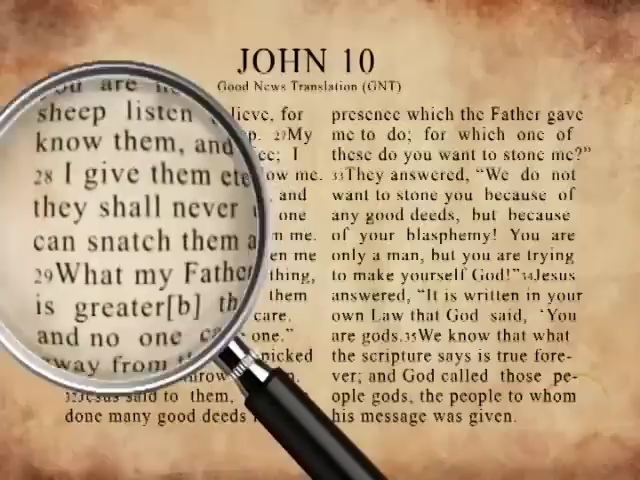 JOHN 10
Good News Translation (GNT)
you are
sheep listen
know them, and
28 I give them ete
they shall never
can snatch them a
29What my Father
is greater[b] th
and no one
away from
lieve, for
p. 27My
I
ow me.
, and
one
m me.
en me
thing,
them
care.
one.”
picked
32Jesus said to them,
done many good deeds
presence which the Father gave
me to do; for which one of
these do you want to stone me?”
33They answered, “We do not
want to stone you because of
any good deeds, but because
of your blasphemy! You are
only a man, but you are trying
to make yourself God!”34Jesus
answered, “It is written in your
own Law that God said, ‘You
are gods.35We know that what
the scripture says is true fore-
ver; and God called those pe-
ople gods, the people to whom
his message was given.